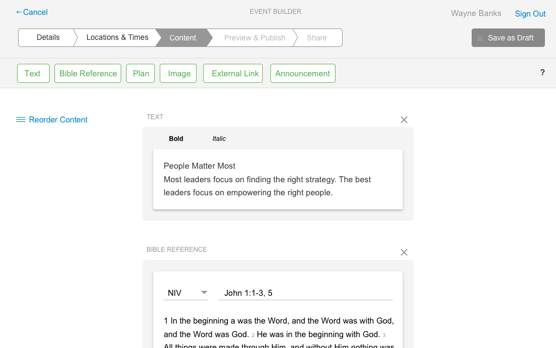 ←Cancel
EVENT BUILDER
Wayne Banks
Sign Out
Details
Locations & Times
Content
Preview & Publish
Share
Save as Draft
Text
Bible Reference
Plan
Image
External Link
Announcement
?
Reorder Content
TEXT
Bold
Italic
People Matter Most
Most leaders focus on finding the right strategy. The best
leaders focus on empowering the right people.
BIBLE REFERENCE
NIV
John 1:1-3, 5
1 In the beginning a was the Word, and the Word was with God,
and the Word was God. 2 He was in the beginning with God. 3
All things were made through Him, and without Him nothing was